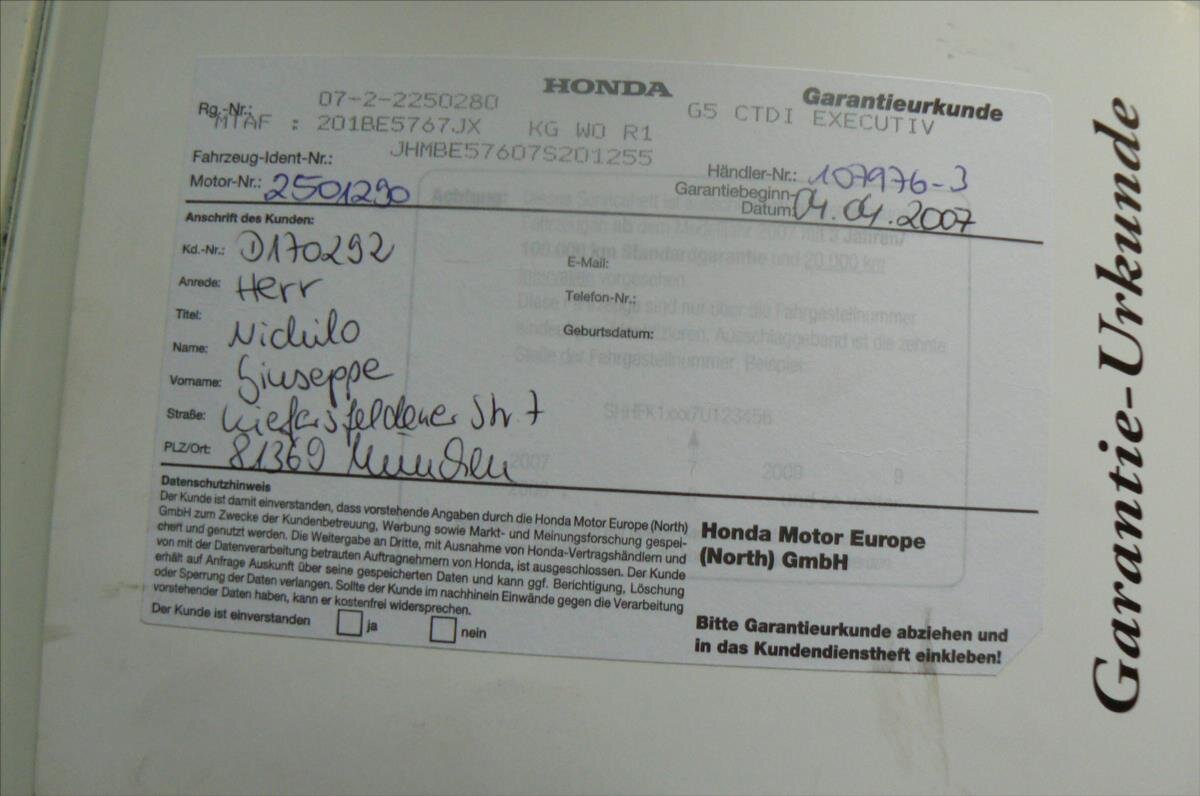 HONDA
Garantieurkunde
Rg.-Nr.: 07-2-2250280
G5 CTDI EXECUTIV
MTAF : 201BE5767JX KG WO R1
Fahrzeug-Ident-Nr.: JHMBE57607S201255
Händler-Nr.: 107976-3
Motor-Nr.: 2501290
Garantiebeginn-
Datum: 04.04.2007
Anschrift des Kunden:
Kd.-Nr.: D170292
E-Mail:
Anrede: Herr
Telefon-Nr.:
Titel:
Geburtsdatum:
Name: Nichilo
Vorname: Giuseppe
Straße: Kiefersfeldener Str. 7
PLZ/Ort: 81369 Muenchen
Datenschutzhinweis
Der Kunde ist damit einverstanden, dass vorstehende Angaben durch die Honda Motor Europe (North)
GmbH zum Zwecke der Kundenbetreuung, Werbung sowie Markt- und Meinungsforschung gespei-
chert und genutzt werden. Die Weitergabe an Dritte, mit Ausnahme von Honda-Vertragshändlern und
von mit der Datenverarbeitung betrauten Auftragnehmern von Honda, ist ausgeschlossen. Der Kunde
erhält auf Anfrage Auskunft über seine gespeicherten Daten und kann ggf. Berichtigung, Löschung
oder Sperrung der Daten verlangen. Sollte der Kunde im nachhinein Einwände gegen die Verarbeitung
vorstehender Daten haben, kann er kostenfrei widersprechen.
Der Kunde ist einverstanden ja nein
Honda Motor Europe
(North) GmbH
Bitte Garantieurkunde abziehen und
in das Kundendienstheft einkleben!
Garantie-Urkunde